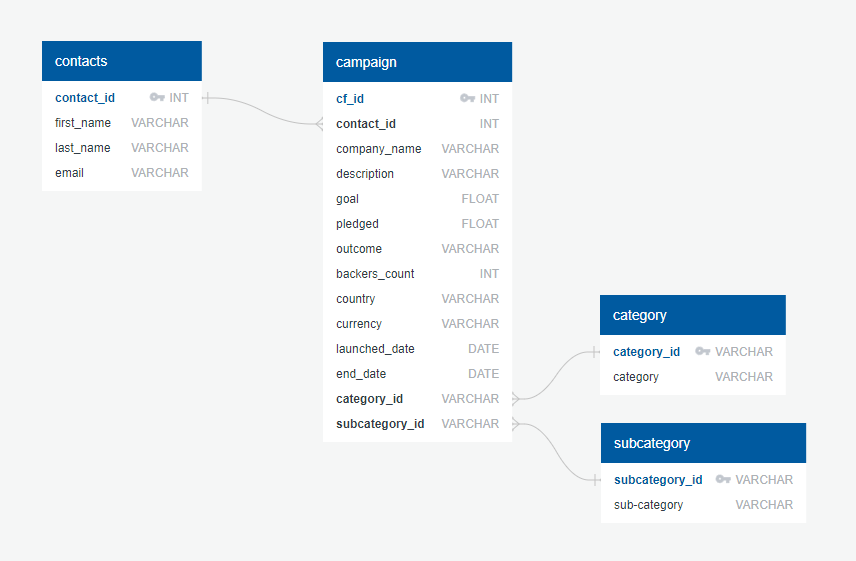 contacts
contact_id INT
first_name VARCHAR
last_name VARCHAR
email VARCHAR
campaign
cf_id INT
contact_id INT
company_name VARCHAR
description VARCHAR
goal FLOAT
pledged FLOAT
outcome VARCHAR
backers_count INT
country VARCHAR
currency VARCHAR
launched_date DATE
end_date DATE
category_id VARCHAR
subcategory_id VARCHAR
category
category_id VARCHAR
category VARCHAR
subcategory
subcategory_id VARCHAR
sub-category VARCHAR